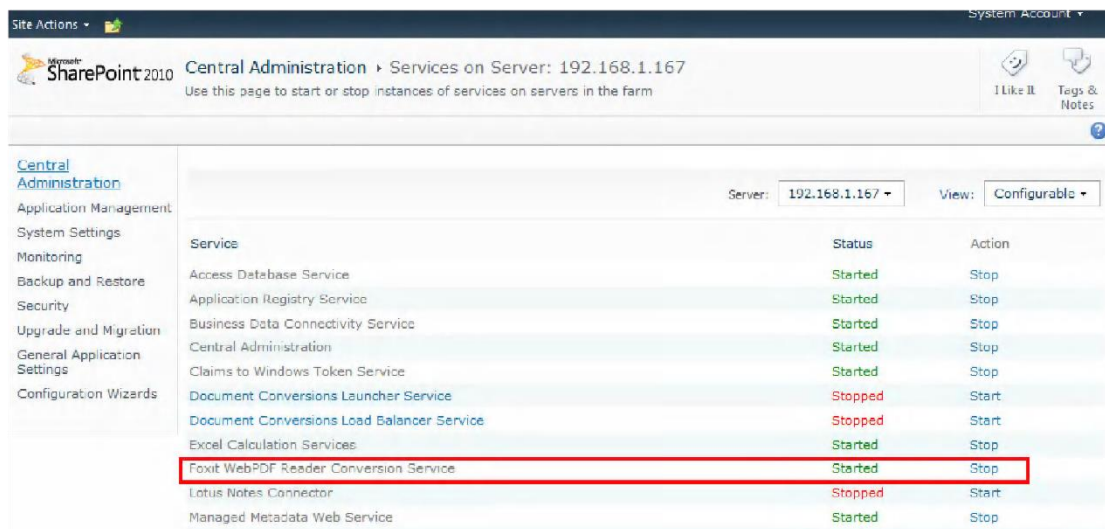 Site Actions
System Account
Microsoft
SharePoint 2010
Central Administration ▸ Services on Server: 192.168.1.167
Use this page to start or stop instances of services on servers in the farm
I Like It
Tags & Notes
Central Administration
Application Management
System Settings
Monitoring
Backup and Restore
Security
Upgrade and Migration
General Application Settings
Configuration Wizards
Server: 192.168.1.167 View: Configurable
Service Status Action
Access Database Service Started Stop
Application Registry Service Started Stop
Business Data Connectivity Service Started Stop
Central Administration Started Stop
Claims to Windows Token Service Started Stop
Document Conversions Launcher Service Stopped Start
Document Conversions Load Balancer Service Stopped Start
Excel Calculation Services Started Stop
Foxit WebPDF Reader Conversion Service Started Stop
Lotus Notes Connector Stopped Start
Managed Metadata Web Service Started Stop